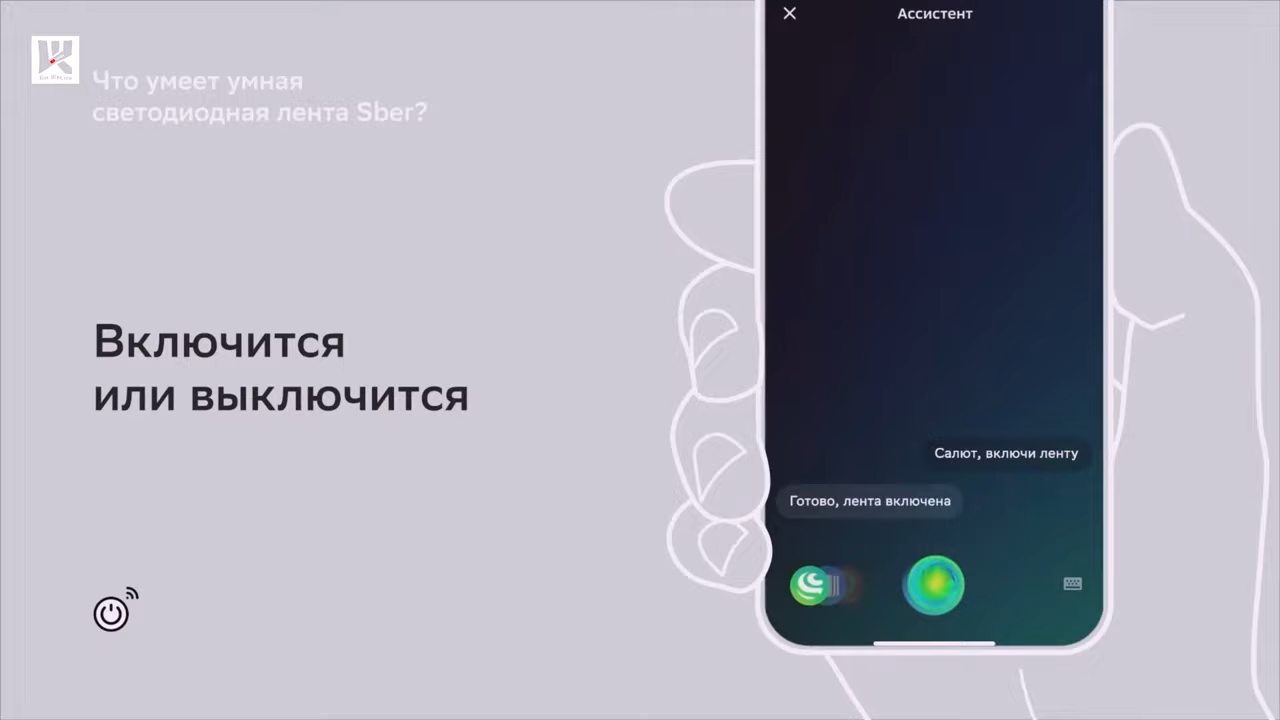 Что умеет умная
светодиодная лента Sber?
Включится
или выключится
Ассистент
Салют, включи ленту
Готово, лента включена